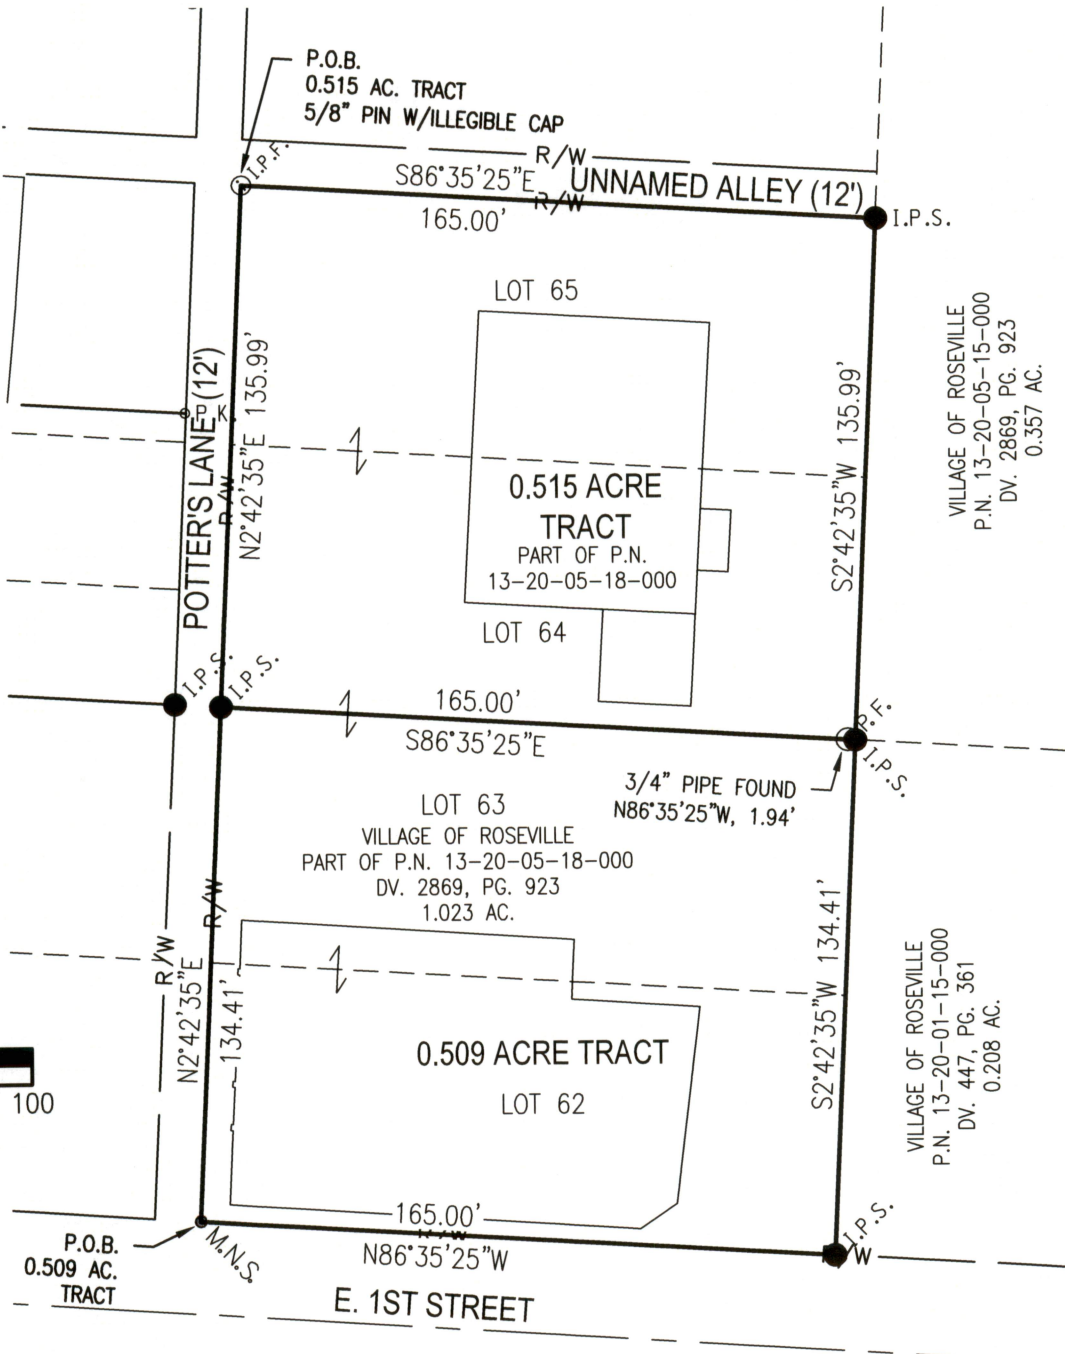 P.O.B.
0.515 AC. TRACT
5/8" PIN W/ILLEGIBLE CAP
I.P.F.
R/W
S86°35'25"E
UNNAMED ALLEY (12')
R/W
165.00'
I.P.S.
LOT 65
N2°42'35"E 135.99'
S2°42'35"W 135.99'
VILLAGE OF ROSEVILLE
P.N. 13-20-05-15-000
DV. 2869, PG. 923
0.357 AC.
P.K.
POTTER'S LANE (12')
R/W
0.515 ACRE
TRACT
PART OF P.N.
13-20-05-18-000
LOT 64
I.P.S.
I.P.S.
165.00'
S86°35'25"E
P.F.
I.P.S.
3/4" PIPE FOUND
N86°35'25"W, 1.94'
LOT 63
VILLAGE OF ROSEVILLE
PART OF P.N. 13-20-05-18-000
DV. 2869, PG. 923
1.023 AC.
R/W
R/W
N2°42'35"E
134.41'
S2°42'35"W 134.41'
VILLAGE OF ROSEVILLE
P.N. 13-20-01-15-000
DV. 447, PG. 361
0.208 AC.
0.509 ACRE TRACT
LOT 62
100
165.00'
R/W
N86°35'25"W
I.P.S.
R/W
P.O.B.
0.509 AC.
TRACT
M.N.S.
E. 1ST STREET